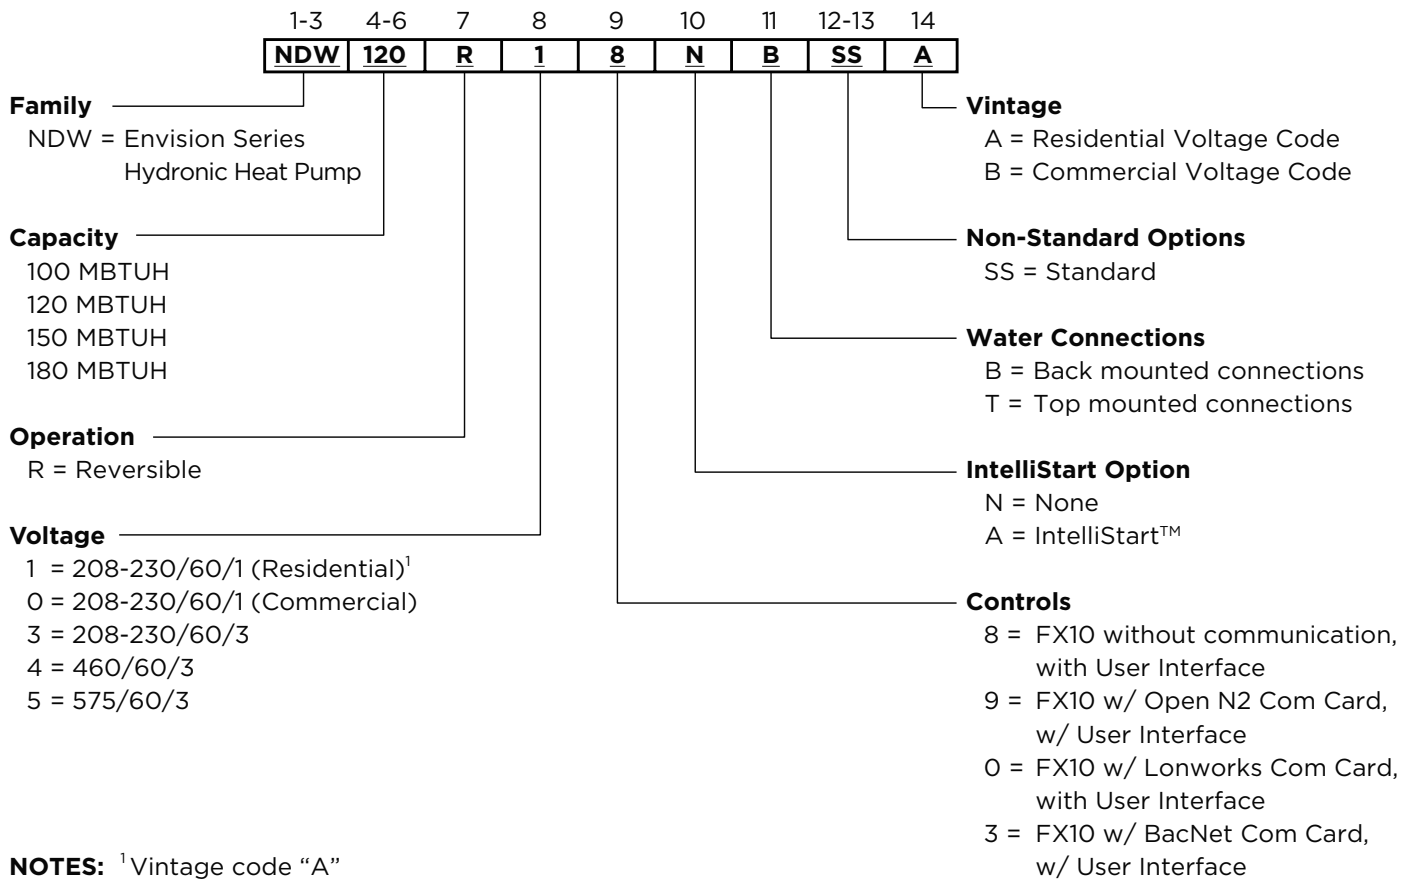 1-3 4-6 7 8 9 10 11 12-13 14
NDW 120 R 1 8 N B SS A
Family
NDW = Envision Series
Hydronic Heat Pump
Capacity
100 MBTUH
120 MBTUH
150 MBTUH
180 MBTUH
Operation
R = Reversible
Voltage
1 = 208-230/60/1 (Residential)¹
0 = 208-230/60/1 (Commercial)
3 = 208-230/60/3
4 = 460/60/3
5 = 575/60/3
NOTES: ¹ Vintage code “A”
Vintage
A = Residential Voltage Code
B = Commercial Voltage Code
Non-Standard Options
SS = Standard
Water Connections
B = Back mounted connections
T = Top mounted connections
IntelliStart Option
N = None
A = IntelliStart™
Controls
8 = FX10 without communication,
with User Interface
9 = FX10 w/ Open N2 Com Card,
w/ User Interface
0 = FX10 w/ Lonworks Com Card,
with User Interface
3 = FX10 w/ BacNet Com Card,
w/ User Interface